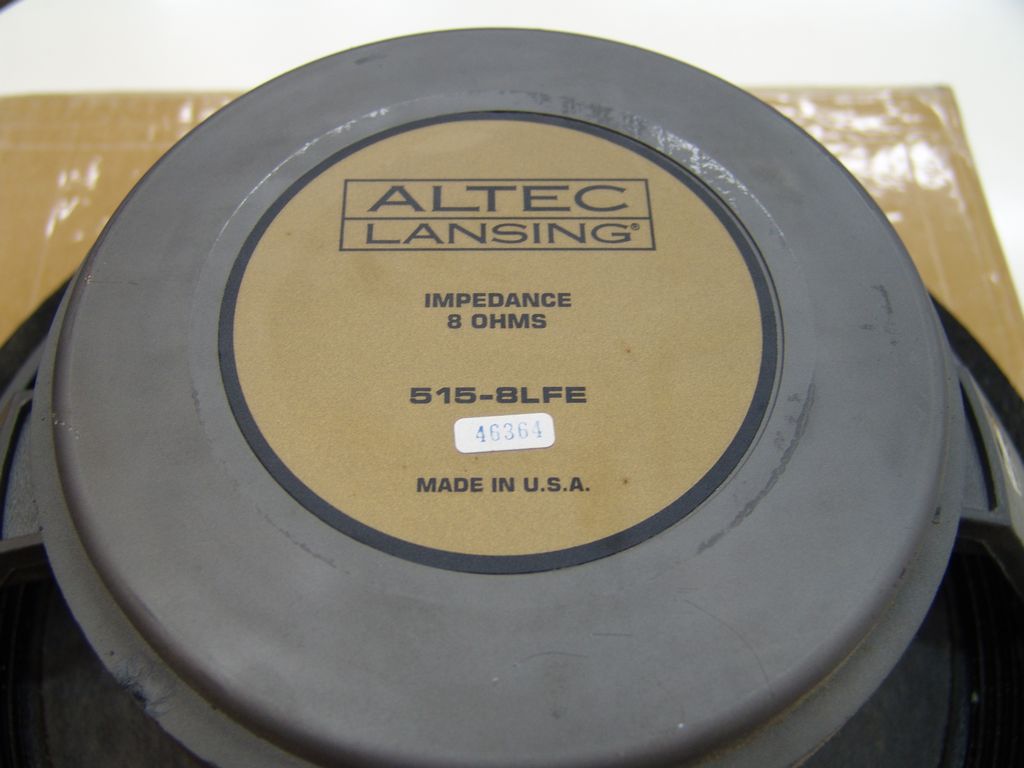 ALTEC
LANSING®
IMPEDANCE
8 OHMS
515-8LFE
46364
MADE IN U.S.A.